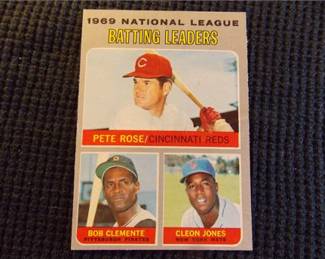 1969 NATIONAL LEAGUE
BATTING LEADERS
C
PETE ROSE/CINCINNATI REDS
P
BOB CLEMENTE
PITTSBURGH PIRATES
CLEON JONES
NEW YORK METS